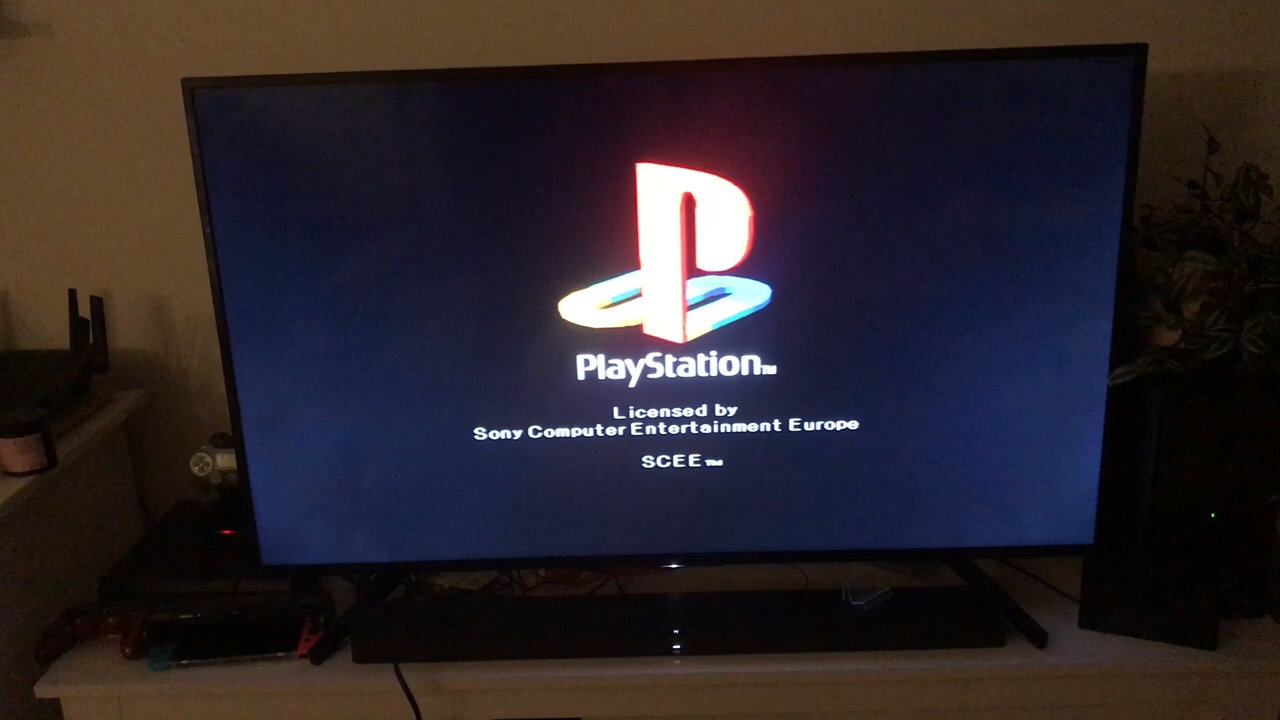 PlayStation™
Licensed by
Sony Computer Entertainment Europe
SCEE™